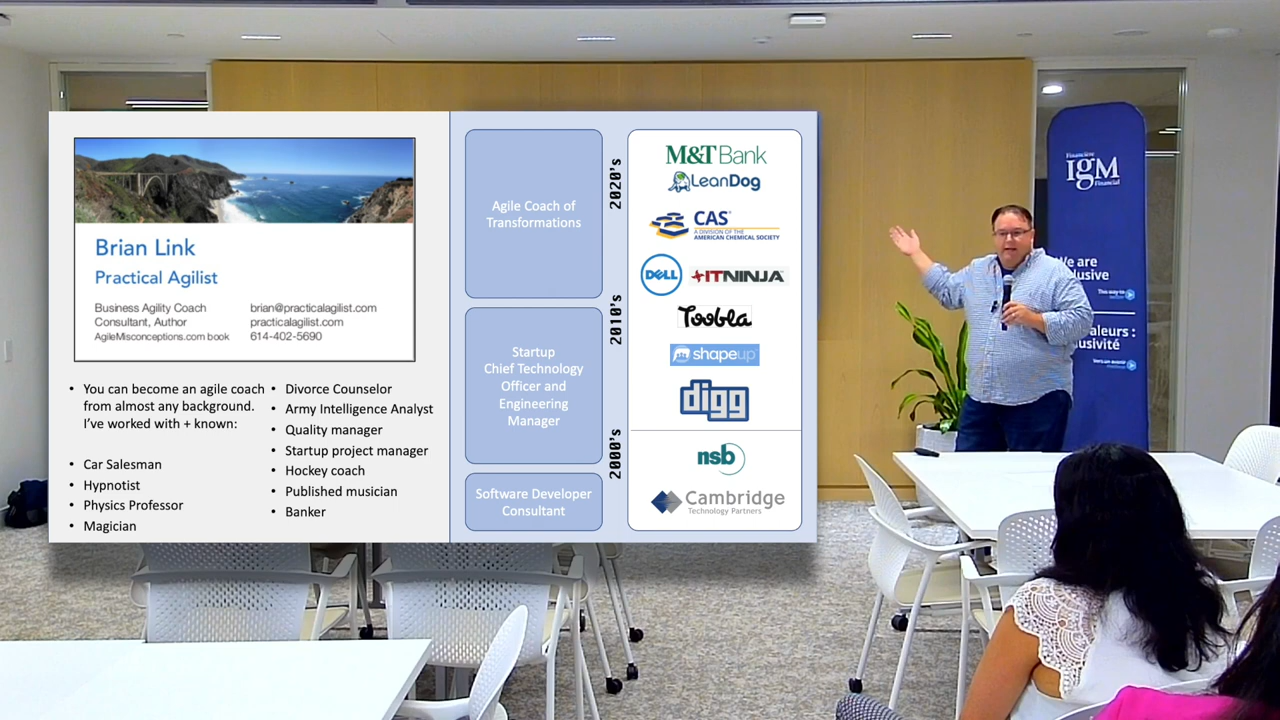 Brian Link
Practical Agilist
Business Agility Coach
Consultant, Author
AgileMisconceptions.com book
brian@practicalagilist.com
practicalagilist.com
614-402-5690
• You can become an agile coach
from almost any background.
I've worked with + known:
• Car Salesman
• Hypnotist
• Physics Professor
• Magician
• Divorce Counselor
• Army Intelligence Analyst
• Quality manager
• Startup project manager
• Hockey coach
• Published musician
• Banker
Agile Coach of
Transformations
Startup
Chief Technology
Officer and
Engineering
Manager
Software Developer
Consultant
2020's
2010's
2000's
M&T Bank
LeanDog
CAS
A DIVISION OF THE
AMERICAN CHEMICAL SOCIETY
DELL
ITNINJA
Toobla
shapeup
digg
nsb
Cambridge
Technology Partners
Financière
IGM
Financial
We are
This way to
aleurs :